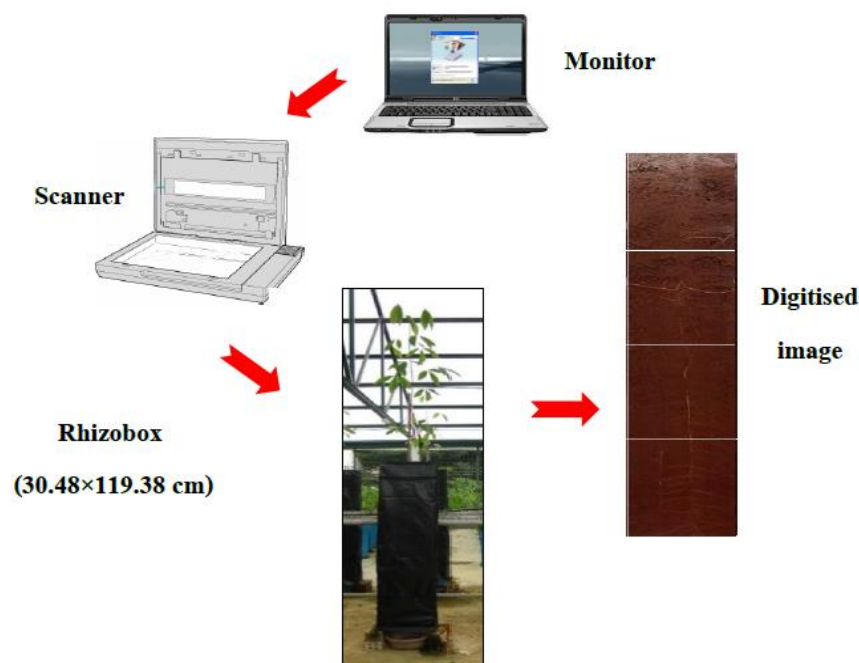 Monitor
Scanner
Digitised
image
Rhizobox
(30.48×119.38 cm)